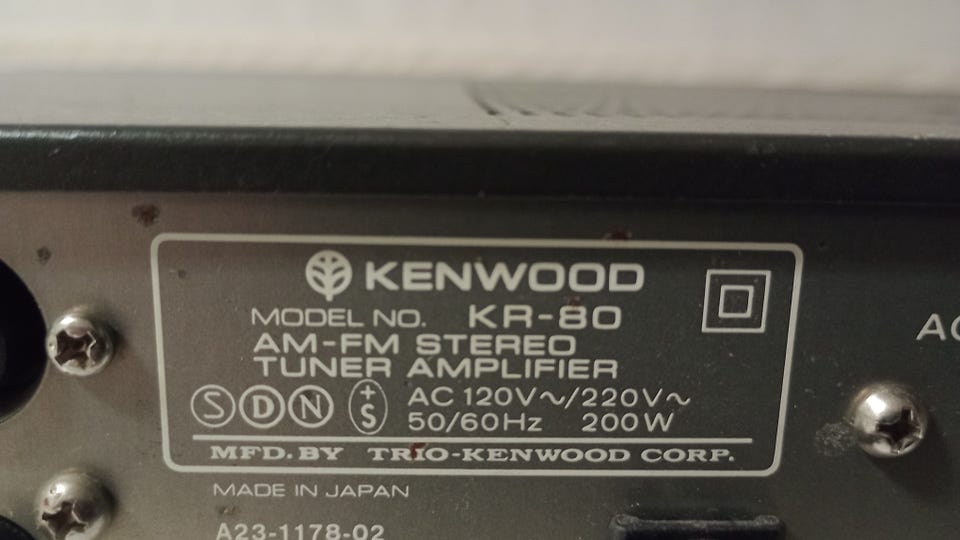 KENWOOD
MODEL NO. KR-80
AM-FM STEREO
TUNER AMPLIFIER
S D N +S AC 120V~/220V~
50/60Hz 200W
MFD. BY TRIO-KENWOOD CORP.
MADE IN JAPAN
A23-1178-02
AC